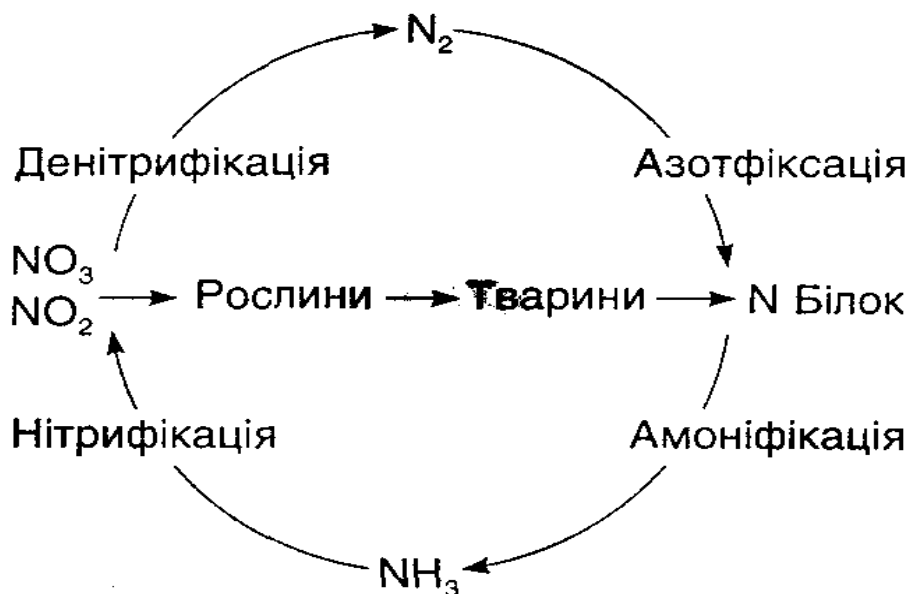 N₂
Денітрифікація Азотфіксація
NO₃
NO₂ Рослини Тварини N Білок
Нітрифікація Амоніфікація
NH₃